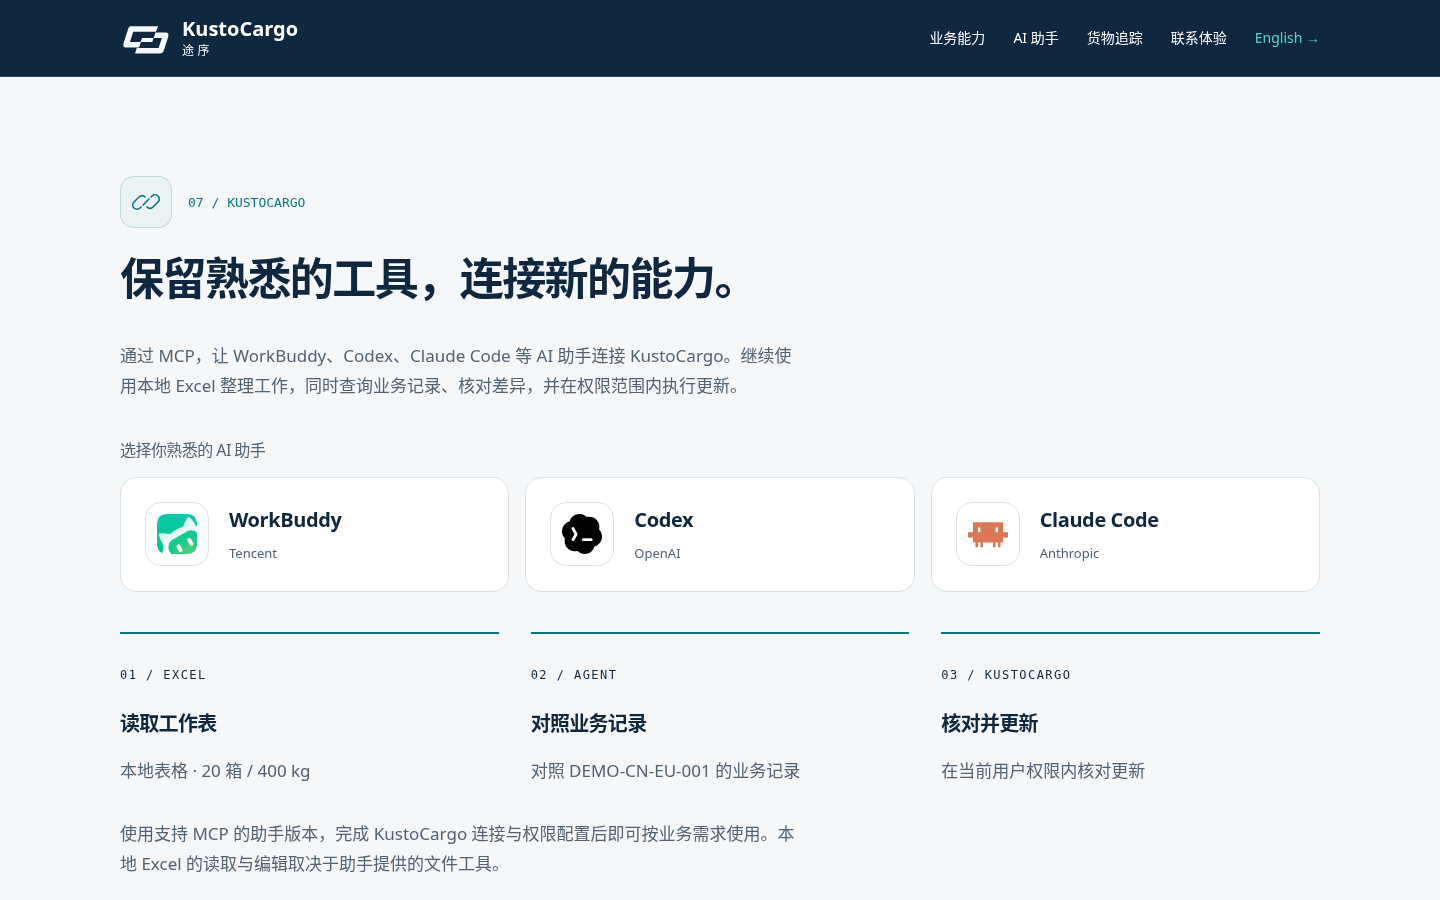 KustoCargo
途序
业务能力
AI 助手
货物追踪
联系体验
English →
07 / KUSTOCARGO
保留熟悉的工具，连接新的能力。
通过 MCP，让 WorkBuddy、Codex、Claude Code 等 AI 助手连接 KustoCargo。继续使
用本地 Excel 整理工作，同时查询业务记录、核对差异，并在权限范围内执行更新。
选择你熟悉的 AI 助手
WorkBuddy
Tencent
Codex
OpenAI
Claude Code
Anthropic
01 / EXCEL
读取工作表
本地表格 · 20 箱 / 400 kg
02 / AGENT
对照业务记录
对照 DEMO-CN-EU-001 的业务记录
03 / KUSTOCARGO
核对并更新
在当前用户权限内核对更新
使用支持 MCP 的助手版本，完成 KustoCargo 连接与权限配置后即可按业务需求使用。本
地 Excel 的读取与编辑取决于助手提供的文件工具。